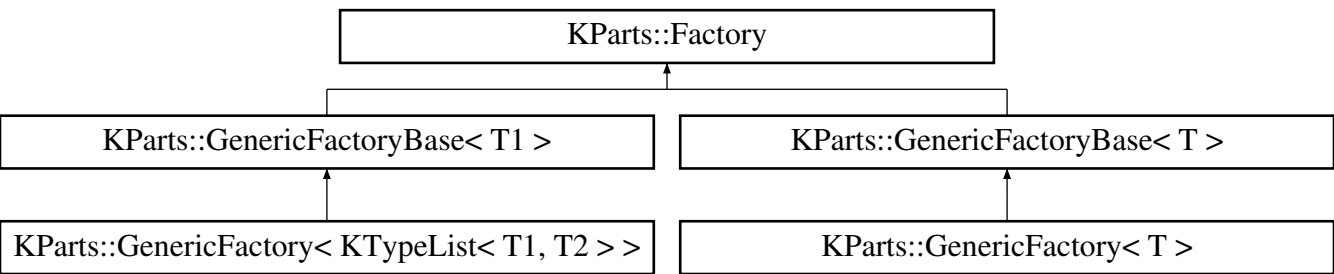 KParts::Factory
KParts::GenericFactoryBase< T1 >
KParts::GenericFactoryBase< T >
KParts::GenericFactory< KTypeList< T1, T2 > >
KParts::GenericFactory< T >